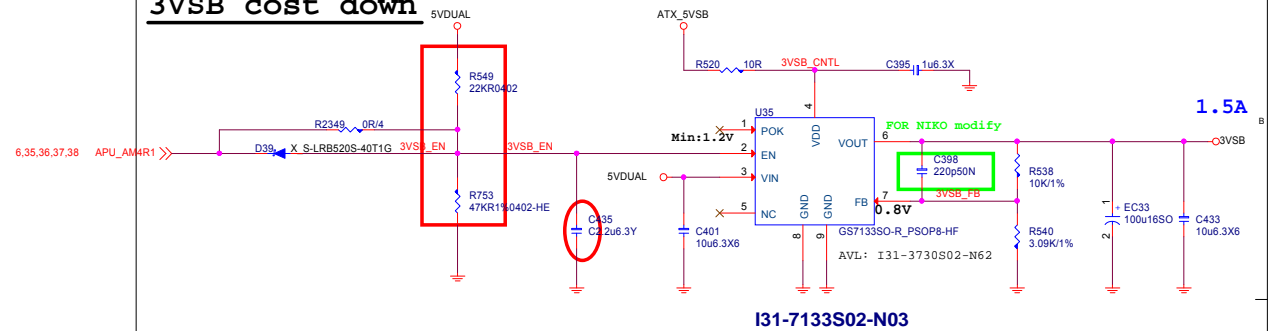 3VSB cost down
5VDUAL
ATX_5VSB
R549
22KR0402
R520 10R 3VSB_CNTL
C395 1u6.3X
1.5A
B
R2349 0R/4
U35
4
FOR NIKO modify
6,35,36,37,38 APU_AM4R1
D39 X_S-LRB520S-40T1G 3VSB_EN
3VSB_EN
Min:1.2V
1 POK
2 EN
3 VIN
5 NC
VDD
VOUT 6
FB 7
GND
GND
8
9
3VSB
C398
220p50N
3VSB_FB
0.8V
R538
10K/1%
5VDUAL
R753
47KR1%0402-HE
C435
C2.2u6.3Y
C401
10u6.3X6
GS7133SO-R_PSOP8-HF
AVL: I31-3730S02-N62
R540
3.09K/1%
1
+ EC33
100u16SO
2
C433
10u6.3X6
I31-7133S02-N03